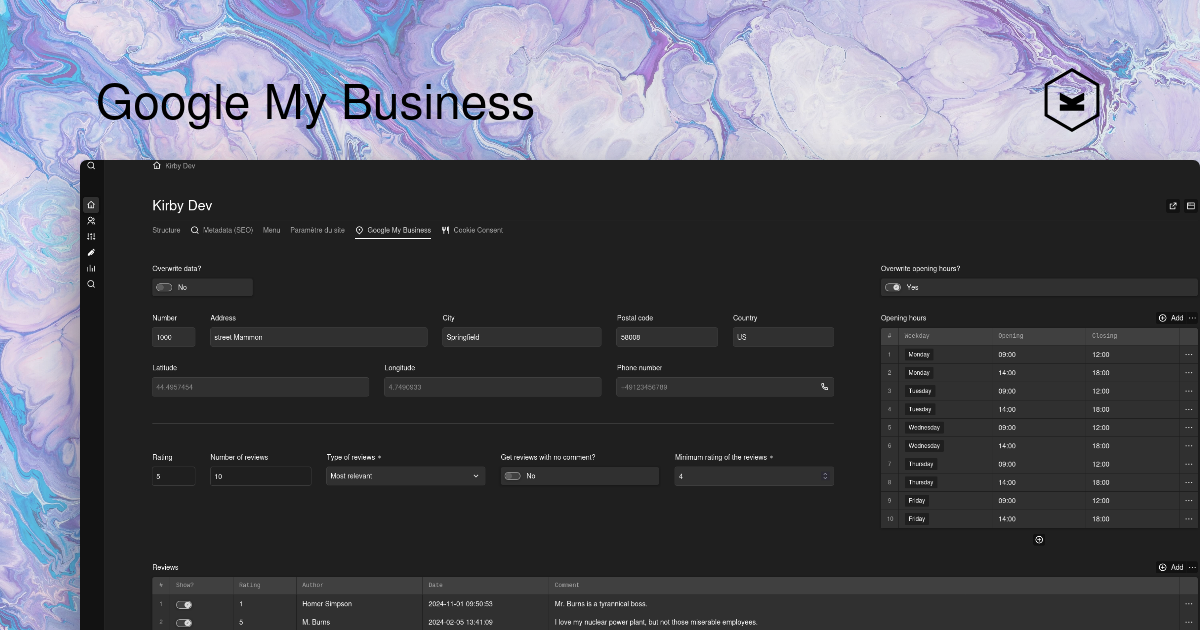 Google My Business
Kirby Dev
Kirby Dev
Structure Metadata (SEO) Menu Paramètre du site Google My Business Cookie Consent
Overwrite data?
No
Number Address City Postal code Country
1000 street Mammon Springfield 58008 US
Latitude Longitude Phone number
44.4957454 4.7490933 -49123456789
Rating Number of reviews Type of reviews * Get reviews with no comment? Minimum rating of the reviews *
5 10 Most relevant No 4
Overwrite opening hours?
Yes
Opening hours Add
# Weekday Opening Closing
1 Monday 09:00 12:00
2 Monday 14:00 18:00
3 Tuesday 09:00 12:00
4 Tuesday 14:00 18:00
5 Wednesday 09:00 12:00
6 Wednesday 14:00 18:00
7 Thursday 09:00 12:00
8 Thursday 14:00 18:00
9 Friday 09:00 12:00
10 Friday 14:00 18:00
Reviews Add
# Show? Rating Author Date Comment
1 1 Homer Simpson 2024-11-01 09:50:53 Mr. Burns is a tyrannical boss.
2 5 M. Burns 2024-02-05 13:41:09 I love my nuclear power plant, but not those miserable employees.